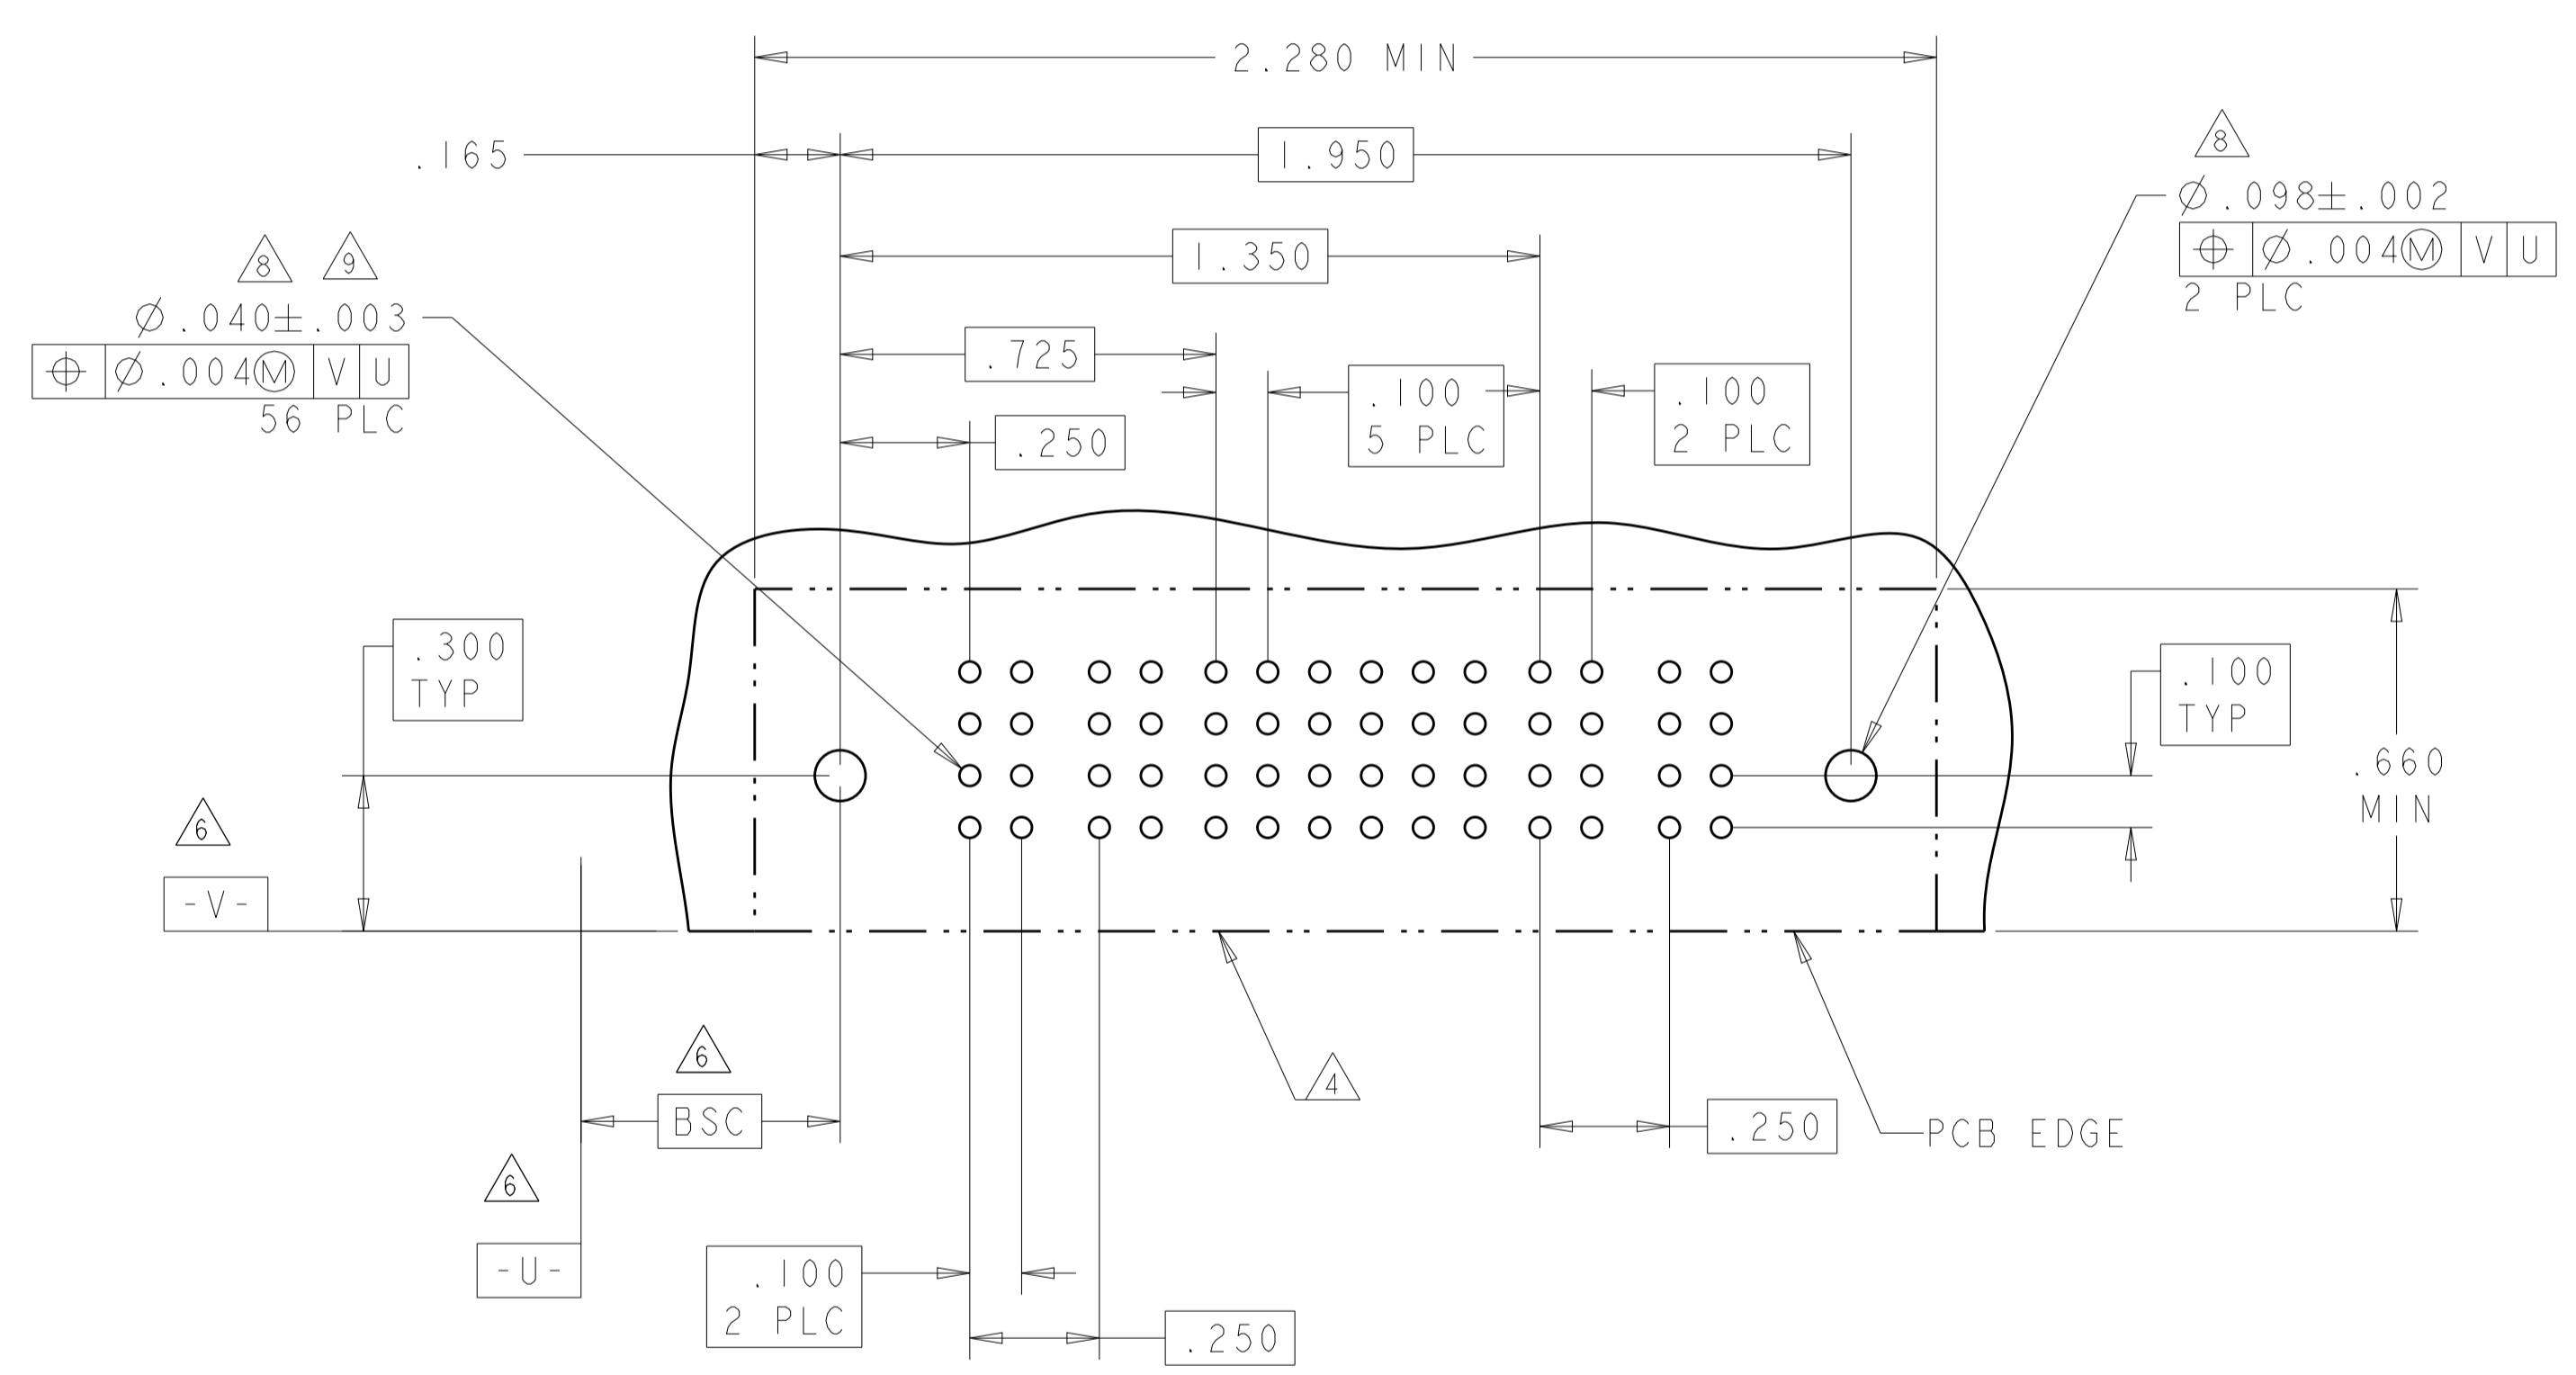 2.280 MIN
.165
1.950
8
Ø.098±.002
⌖ Ø.004Ⓜ V U
2 PLC
1.350
8 9
Ø.040±.003
⌖ Ø.004Ⓜ V U
56 PLC
.725
.100
5 PLC
.100
2 PLC
.250
.300
TYP
.100
TYP
.660
MIN
6
-V-
6
BSC
4
.250
PCB EDGE
6
-U-
.100
2 PLC
.250